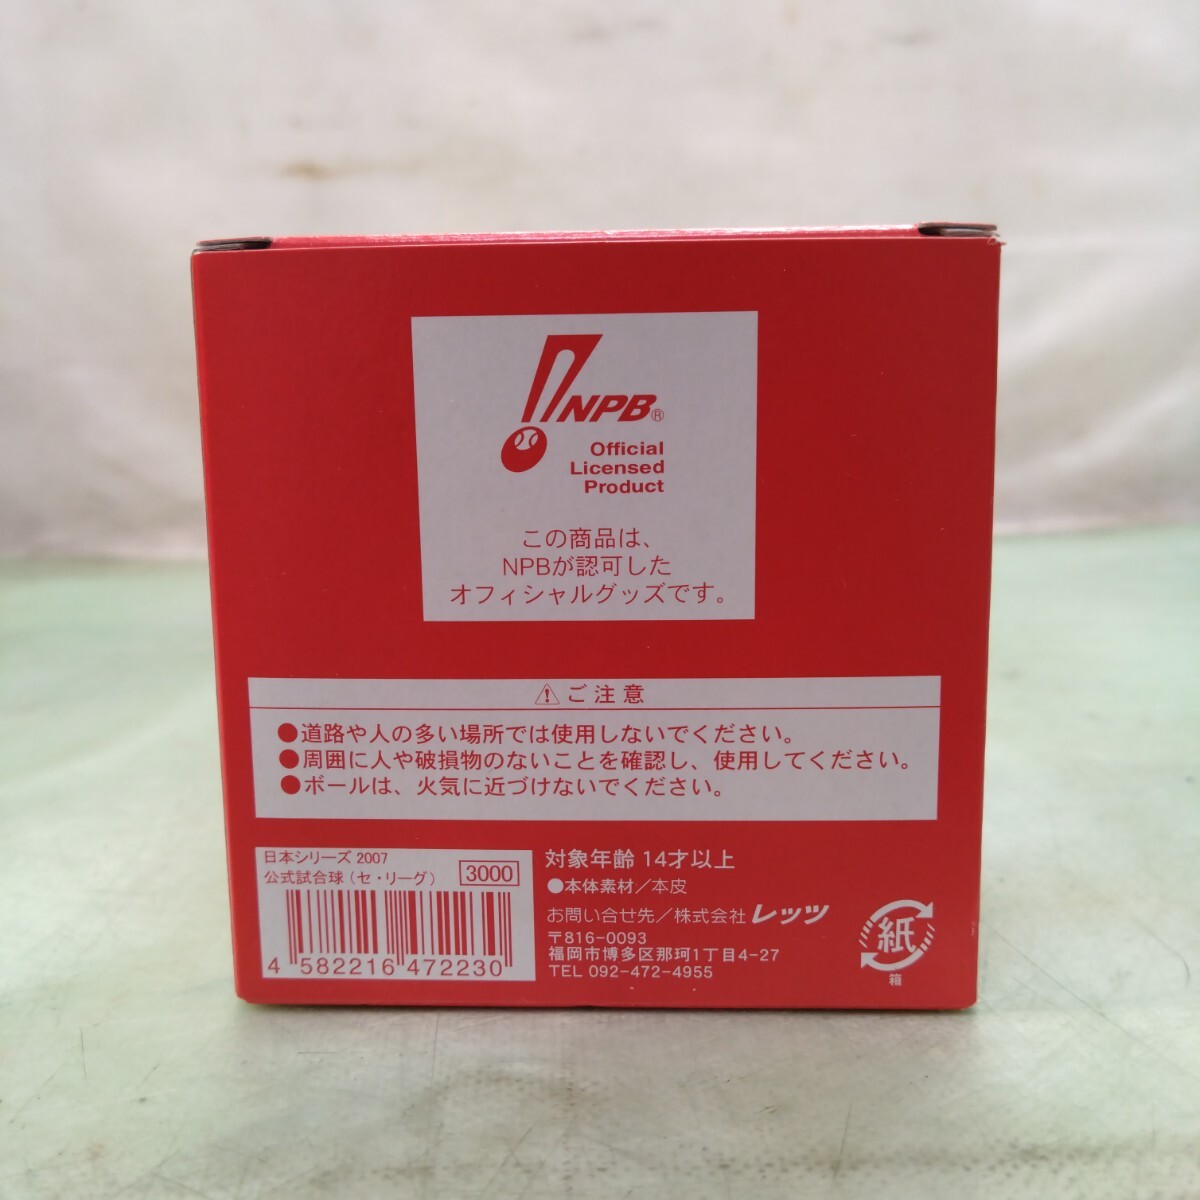 NPB®
Official
Licensed
Product
この商品は、
NPBが認可した
オフィシャルグッズです。
ご注意
●道路や人の多い場所では使用しないでください。
●周囲に人や破損物のないことを確認し、使用してください。
●ボールは、火気に近づけないでください。
日本シリーズ 2007
公式試合球（セ・リーグ） 3000
4 582216 472230
対象年齢 14才以上
●本体素材／本皮
お問い合せ先／株式会社 レッツ
〒816-0093
福岡市博多区那珂1丁目4-27
TEL 092-472-4955
紙
箱